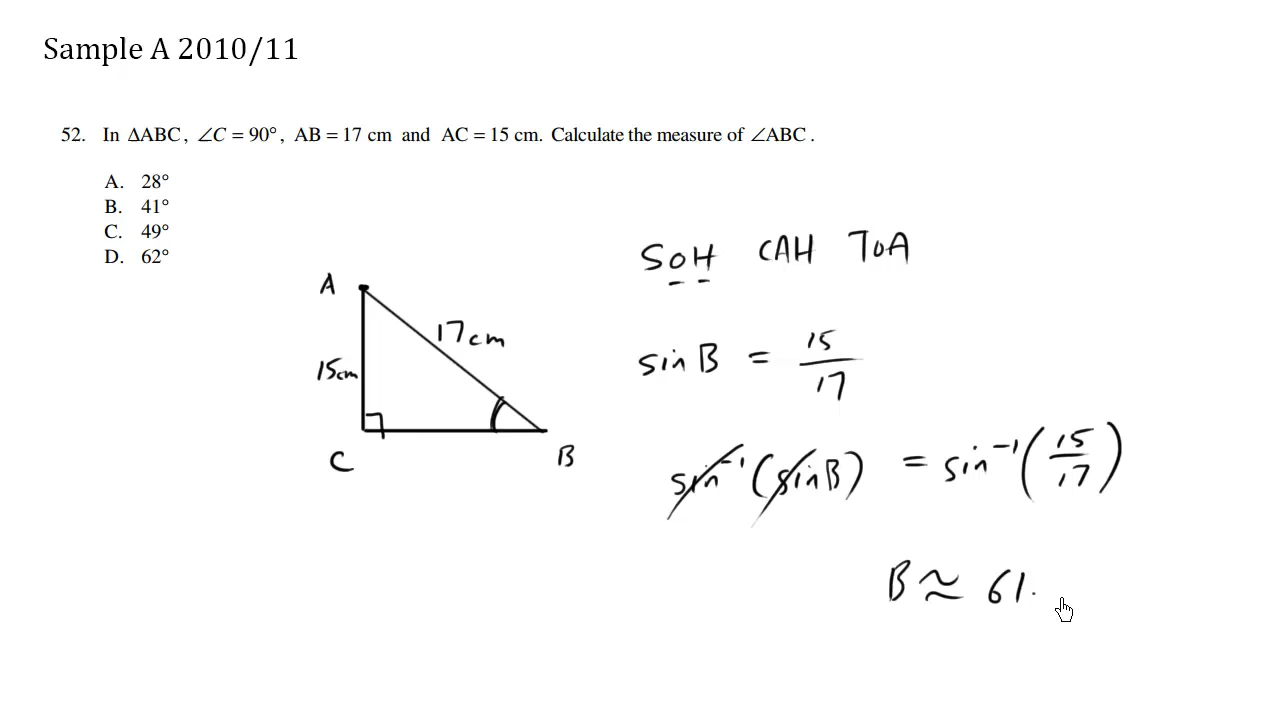 Sample A 2010/11
52. In ΔABC, ∠C = 90°, AB = 17 cm and AC = 15 cm. Calculate the measure of ∠ABC.
A. 28°
B. 41°
C. 49°
D. 62°
SOH CAH TOA
A
17cm
15cm
C
B
sin B = 15/17
sin⁻¹(sin B) = sin⁻¹(15/17)
B ≈ 61.